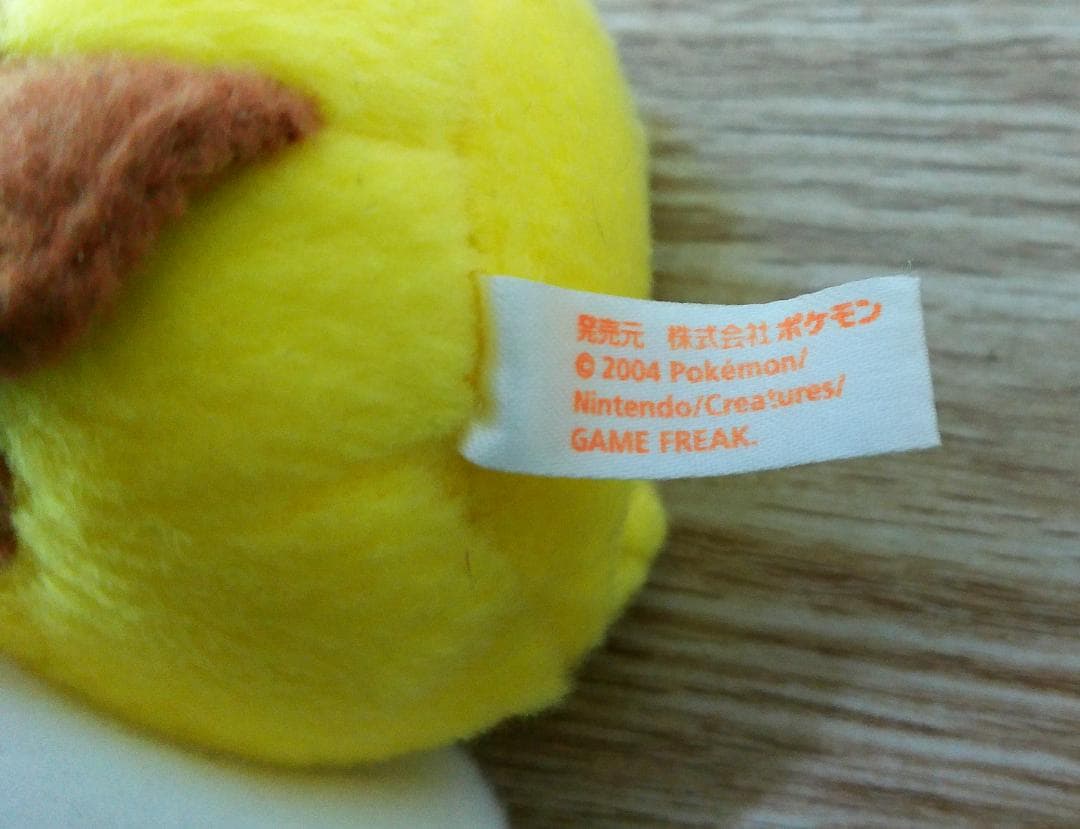 発売元 株式会社ポケモン
© 2004 Pokémon/
Nintendo/Creatures/
GAME FREAK.